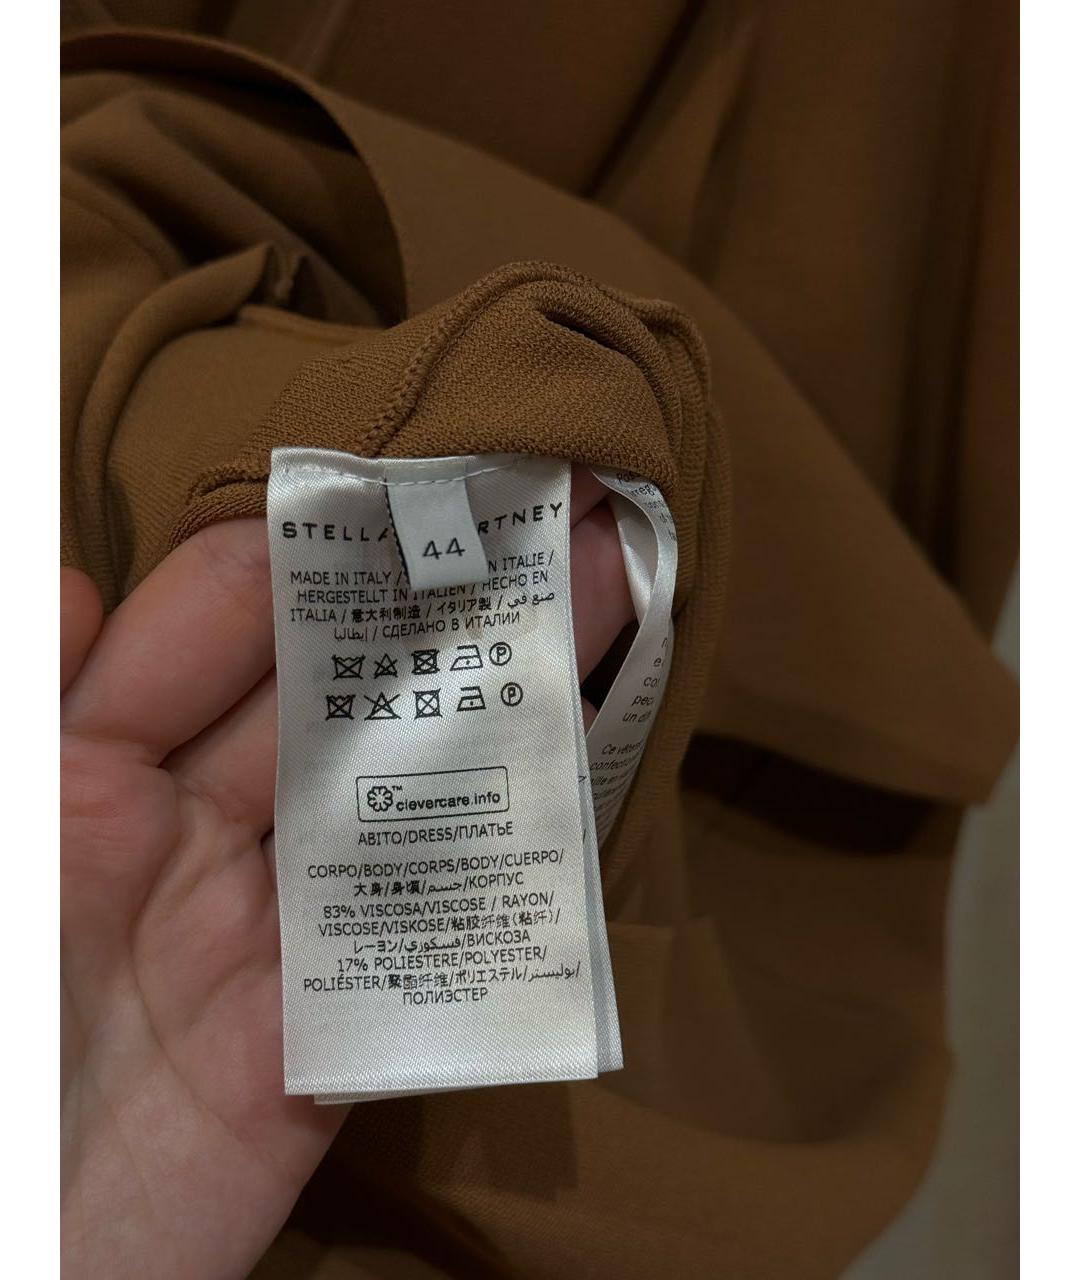 STELLA RTNEY
44
MADE IN ITALY / N ITALIE /
HERGESTELLT IN ITALIEN / HECHO EN
ITALIA / 意大利制造 / イタリア製 / صنع في
إيطاليا / СДЕЛАНО В ИТАЛИИ
P
P
clevercare.info
TM
ABITO/DRESS/ПЛАТЬЕ
CORPO/BODY/CORPS/BODY/CUERPO/
大身/身頃/جسم/КОРПУС
83% VISCOSA/VISCOSE / RAYON/
VISCOSE/VISKOSE/粘胶纤维(粘纤)/
レーヨン/فسكوزي/ВИСКОЗА
17% POLIESTERE/POLYESTER/
POLIÉSTER/聚酯纤维/ポリエステル/بوليستر/
ПОЛИЭСТЕР
un
Ce